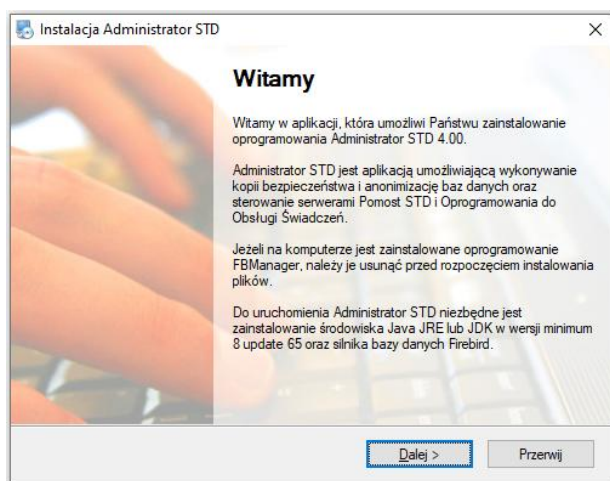 Instalacja Administrator STD
Witamy
Witamy w aplikacji, która umożliwi Państwu zainstalowanie
oprogramowania Administrator STD 4.00.
Administrator STD jest aplikacją umożliwiającą wykonywanie
kopii bezpieczeństwa i anonimizację baz danych oraz
sterowanie serwerami Pomost STD i Oprogramowania do
Obsługi Świadczeń.
Jeżeli na komputerze jest zainstalowane oprogramowanie
FBManager, należy je usunąć przed rozpoczęciem instalowania
plików.
Do uruchomienia Administrator STD niezbędne jest
zainstalowanie środowiska Java JRE lub JDK w wersji minimum
8 update 65 oraz silnika bazy danych Firebird.
Dalej > Przerwij